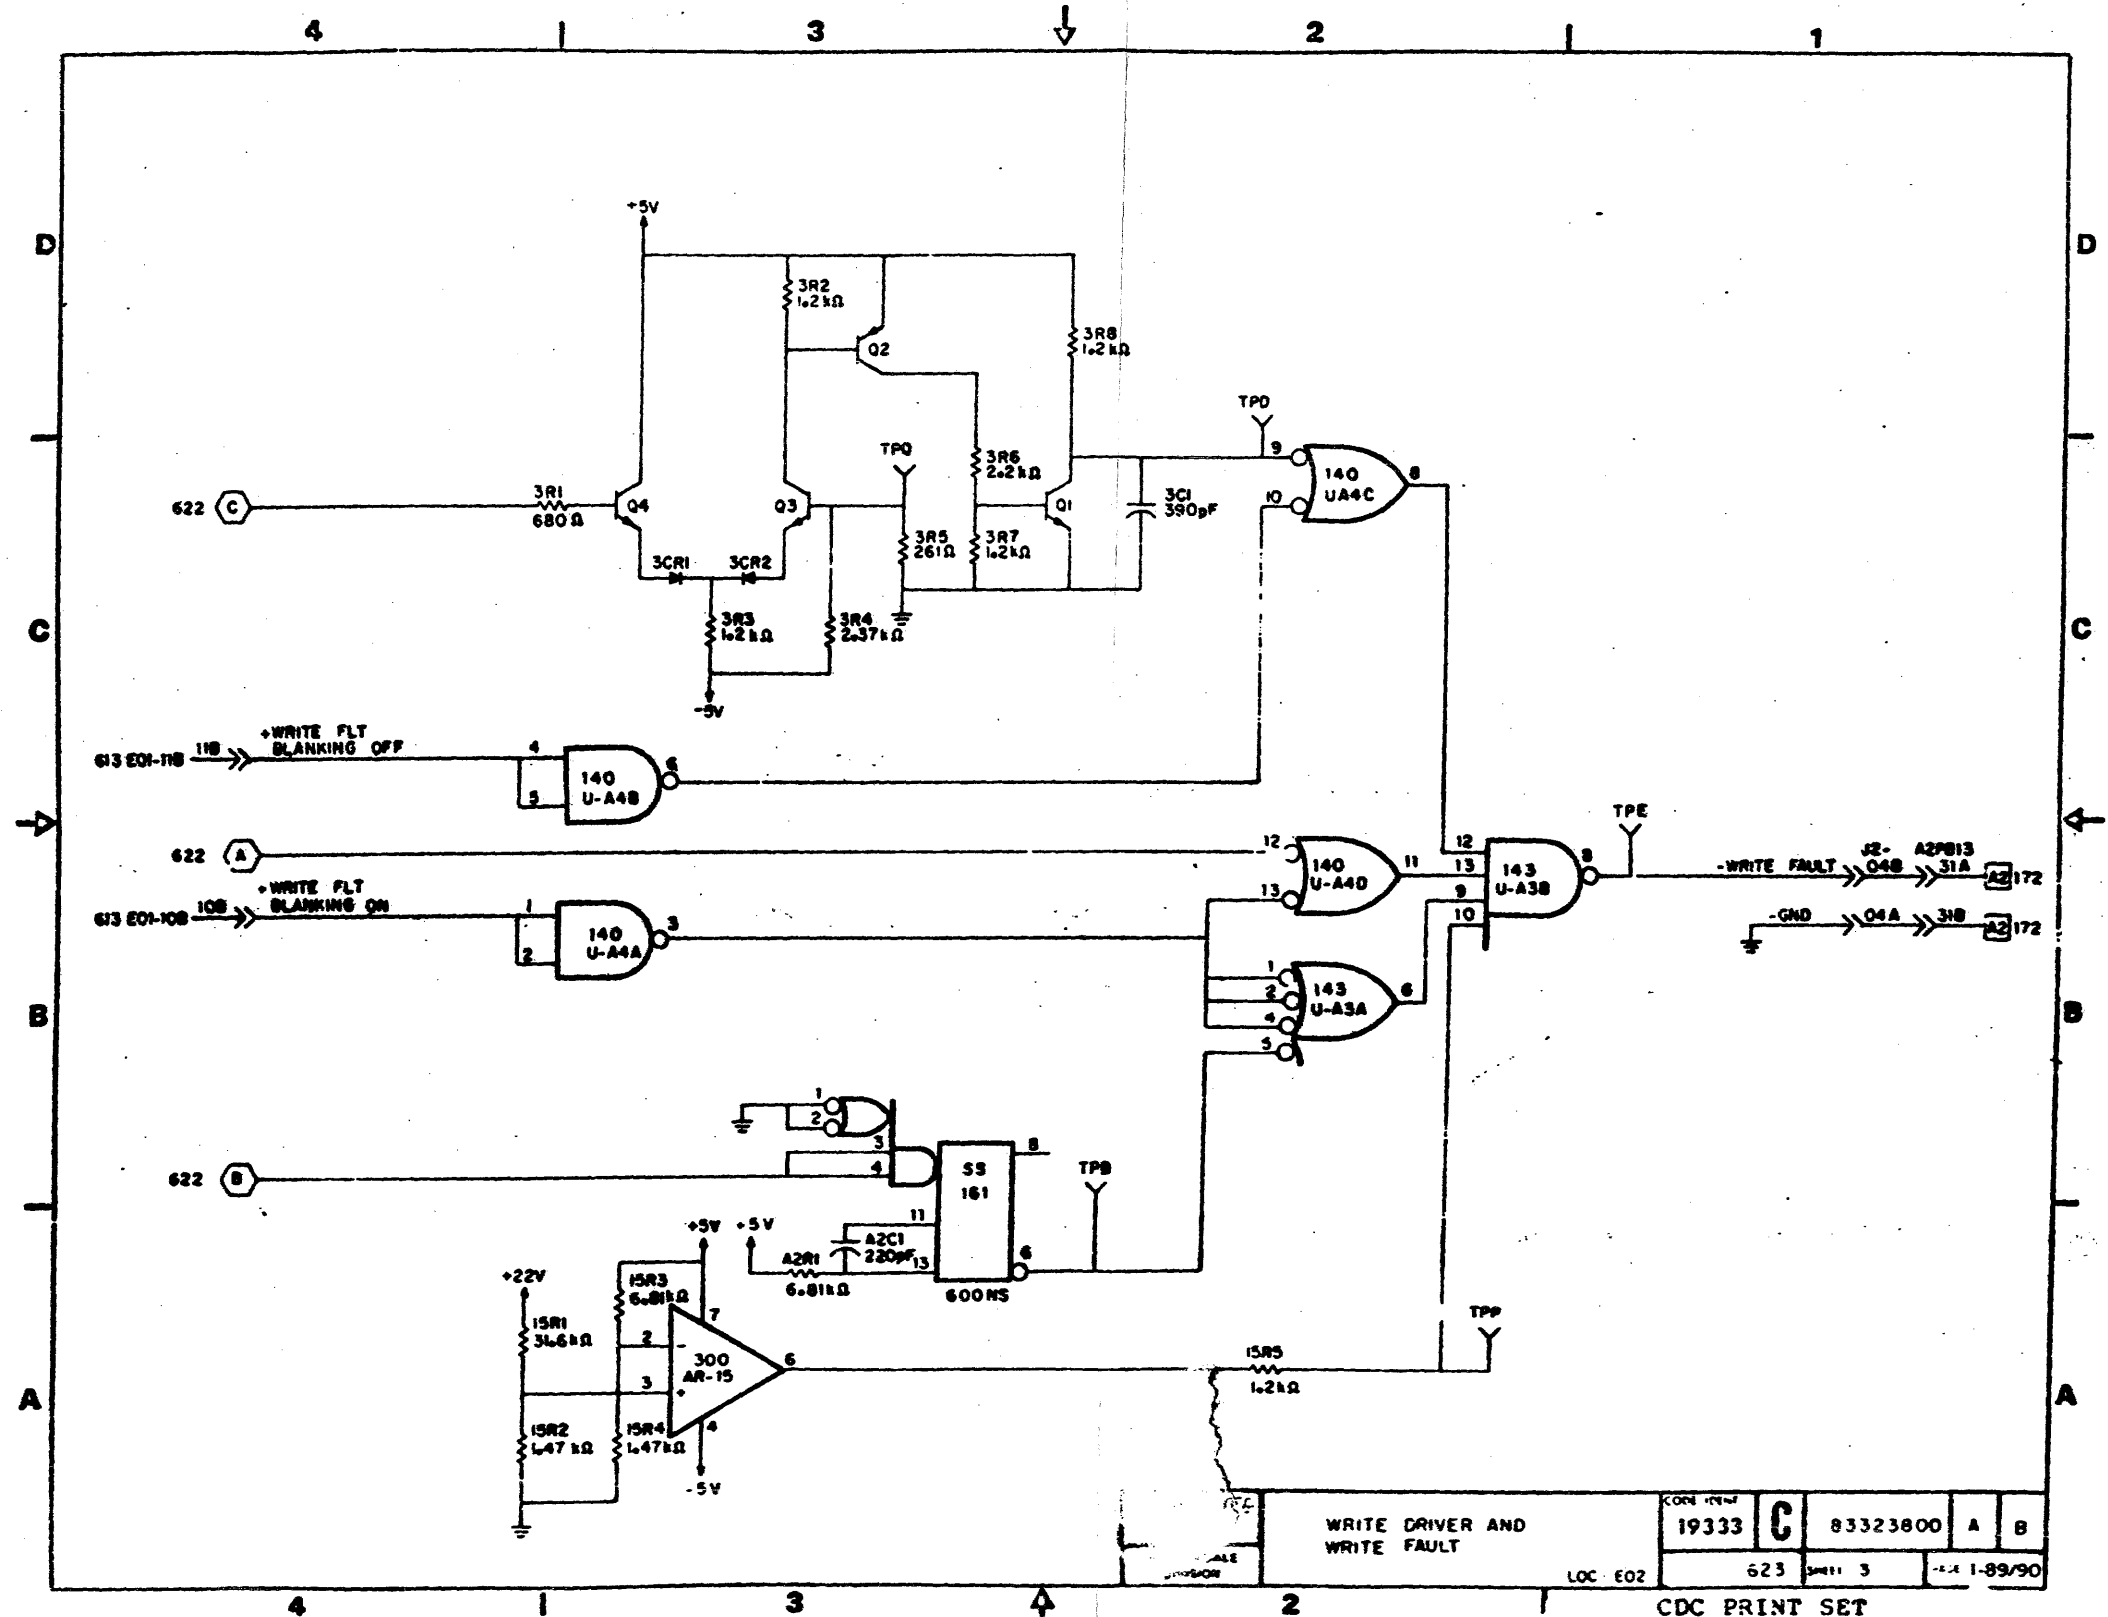 4 3 2 1
D D
+5V
3R2
1.2kΩ
Q2
3R8
1.2kΩ
TPD
TPQ
9
3R6
2.2kΩ
140
UA4C
8
622 C
3R1
680Ω
Q4
Q3
Q1
3C1
390pF
10
3R5
261Ω
3R7
1.2kΩ
3CR1 3CR2
C C
3R3
1.2kΩ
3R4
2.37kΩ
-5V
613 E01-11B 11B
+WRITE FLT
BLANKING OFF
4
5
140
U-A4B
6
622 A
12
13
140
U-A4D
11
12
13
9
10
143
U-A3B
8
TPE
-WRITE FAULT
J2-
04B
A2PB13
31A
A2 172
-GND 04A 31B A2 172
613 E01-10B 10B
+WRITE FLT
BLANKING ON
1
2
140
U-A4A
3
B B
1
2
4
5
143
U-A3A
6
1
2
3
4
622 B
SS
161
8
11
13
6
600NS
TPB
+5V
A2R1
6.81kΩ
A2C1
220pF
+5V
+22V
15R1
31.6kΩ
15R3
6.81kΩ
7
2
-
3
+
300
AR-15
6
4
-5V
15R2
1.47kΩ
15R4
1.47kΩ
15R5
1.2kΩ
TPP
A A
WRITE DRIVER AND
WRITE FAULT
LOC E02
CODE IDENT
19333
C
83323800
A
B
623
SHEET 3
1-89/90
4 3 2
CDC PRINT SET